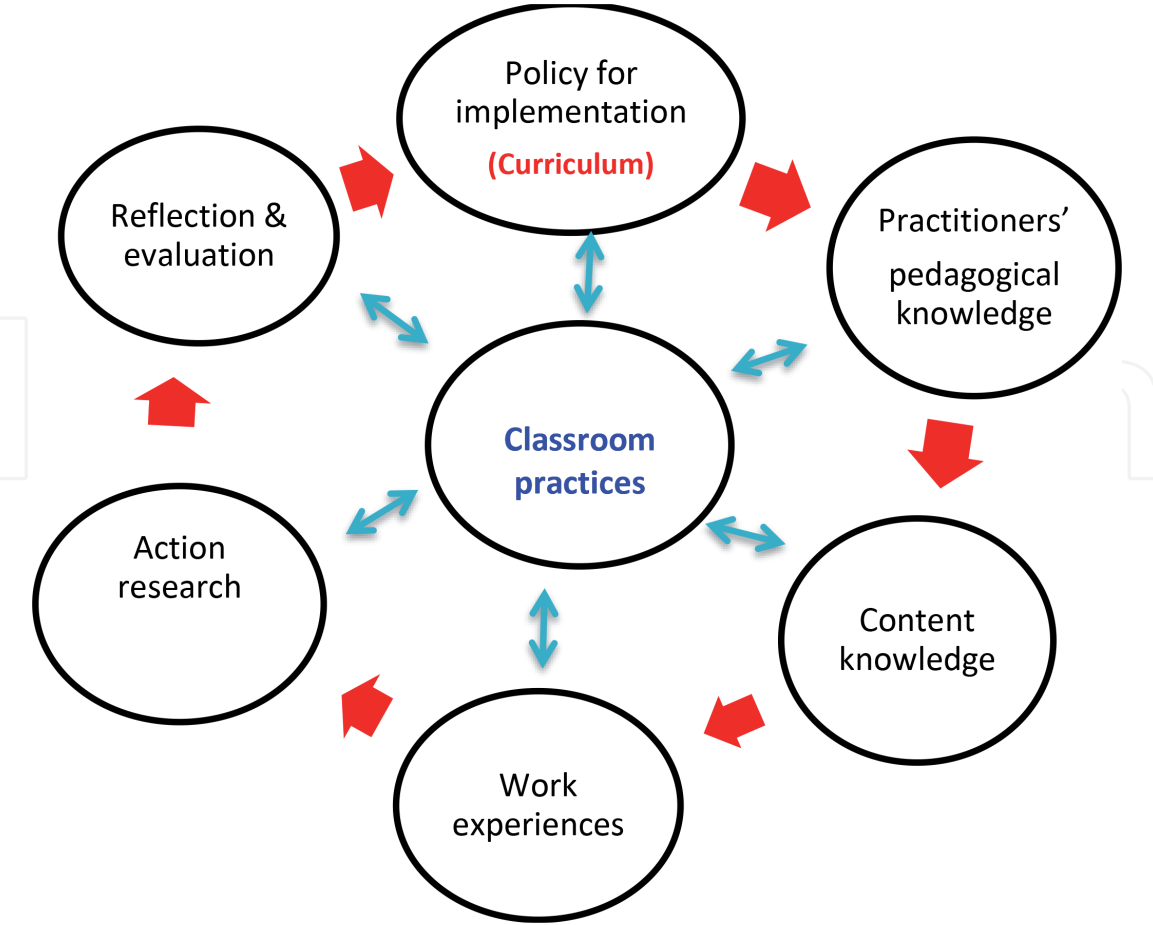 Policy for
implementation
(Curriculum)
Practitioners’
pedagogical
knowledge
Content
knowledge
Work
experiences
Action
research
Reflection &
evaluation
Classroom
practices